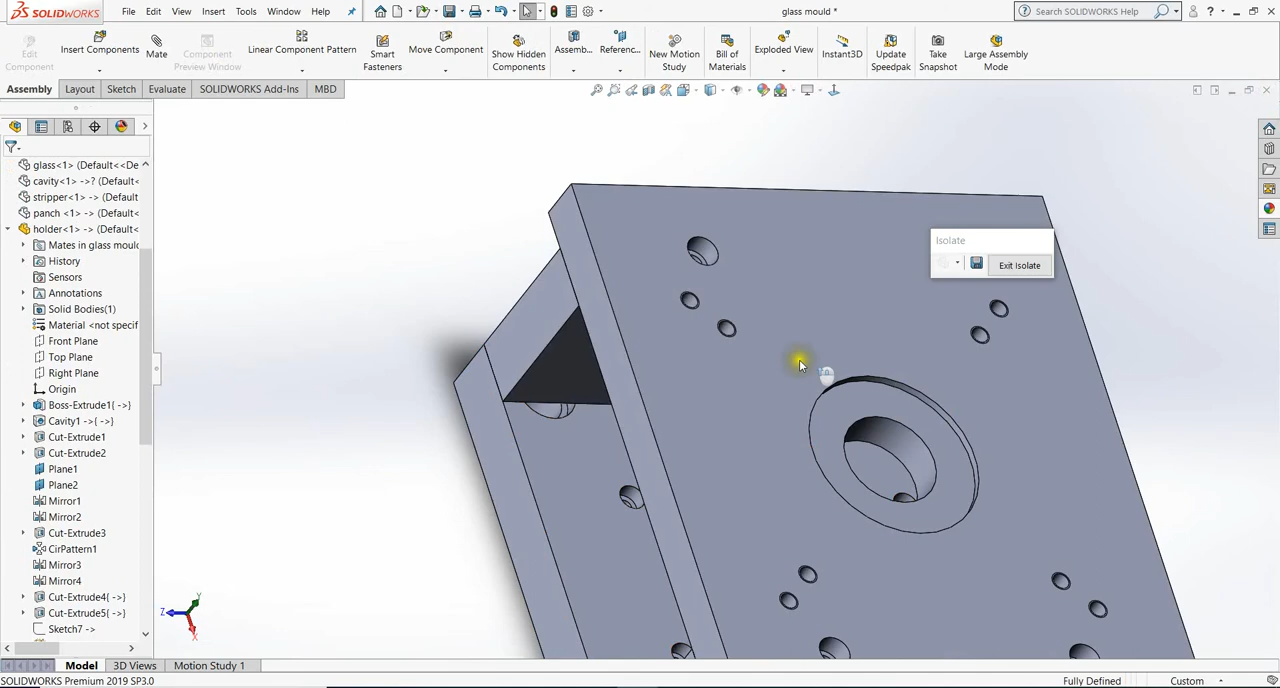 SOLIDWORKS File Edit View Insert Tools Window Help glass mould * Search SOLIDWORKS Help
Edit Component
Insert Components
Mate
Component Preview Window
Linear Component Pattern
Smart Fasteners
Move Component
Show Hidden Components
Assemb...
Referenc...
New Motion Study
Bill of Materials
Exploded View
Instant3D
Update Speedpak
Take Snapshot
Large Assembly Mode
Assembly Layout Sketch Evaluate SOLIDWORKS Add-Ins MBD
glass<1> (Default<<De
cavity<1> ->? (Default
stripper<1> -> (Default
panch <1> -> (Default
holder<1> -> (Default
Mates in glass moul
History
Sensors
Annotations
Solid Bodies(1)
Material <not specif
Front Plane
Top Plane
Right Plane
Origin
Boss-Extrude1{->}
Cavity1 ->{->}
Cut-Extrude1
Cut-Extrude2
Plane1
Plane2
Mirror1
Mirror2
Cut-Extrude3
CirPattern1
Mirror3
Mirror4
Cut-Extrude4{->}
Cut-Extrude5{->}
Sketch7 ->
Isolate
Exit Isolate
Z Y X
Model 3D Views Motion Study 1
SOLIDWORKS Premium 2019 SP3.0 Fully Defined Custom